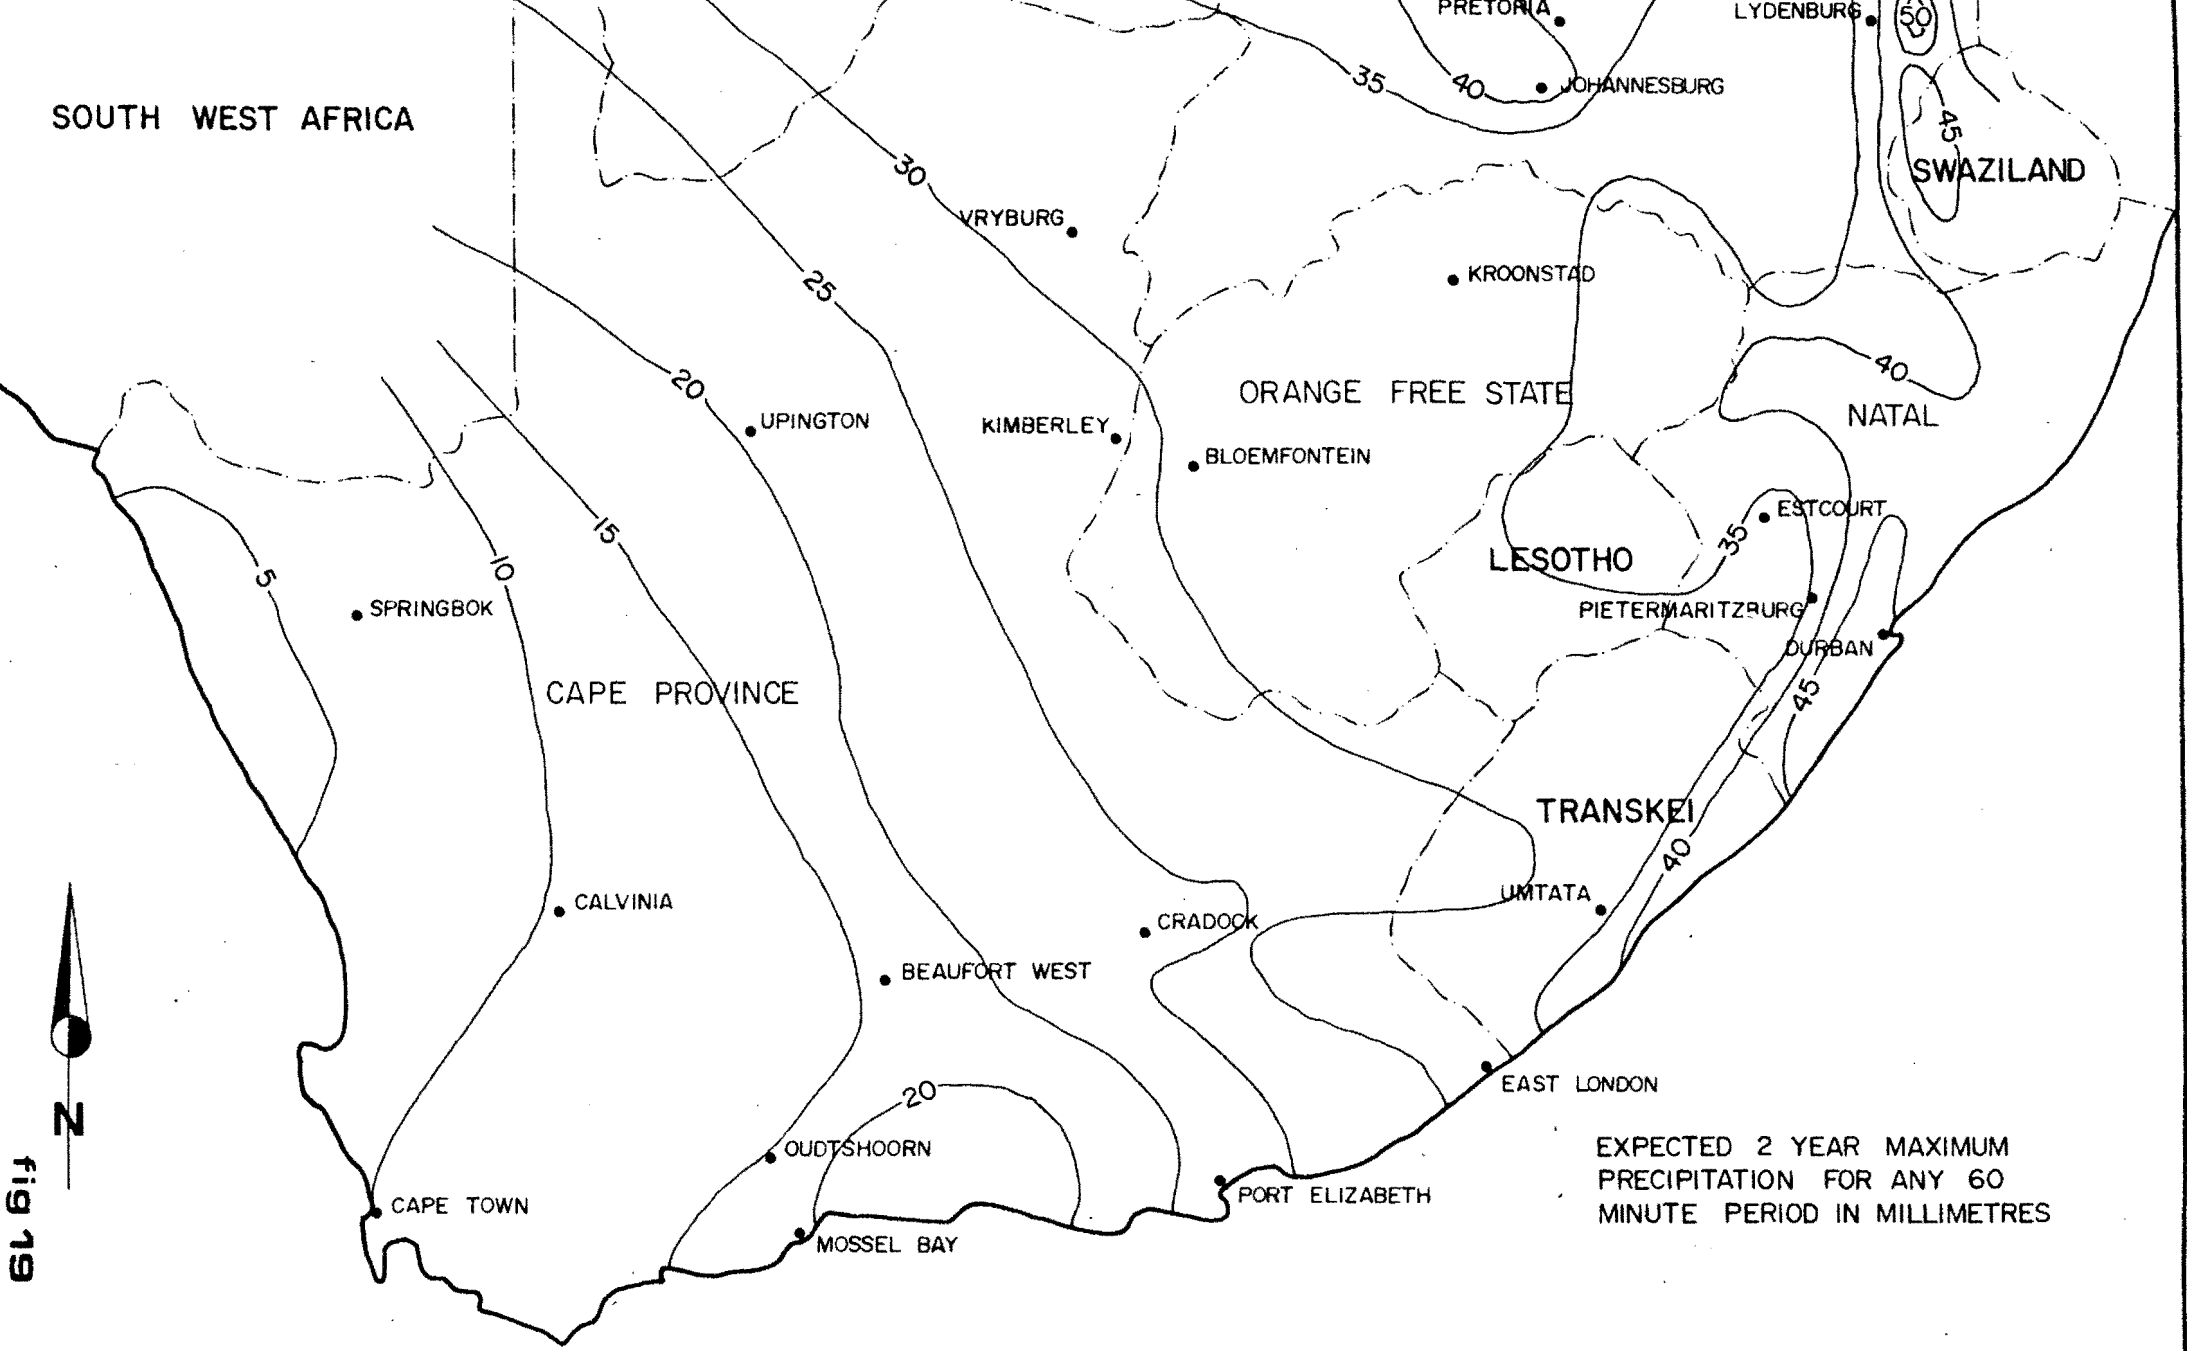 PRETORIA
LYDENBURG
50
35
40
JOHANNESBURG
SOUTH WEST AFRICA
45
30
SWAZILAND
VRYBURG
KROONSTAD
25
20
40
ORANGE FREE STATE
UPINGTON
KIMBERLEY
NATAL
BLOEMFONTEIN
15
ESTCOURT
35
10
LESOTHO
5
SPRINGBOK
PIETERMARITZBURG
DURBAN
CAPE PROVINCE
45
TRANSKEI
40
CALVINIA
UMTATA
CRADOCK
BEAUFORT WEST
20
EAST LONDON
N
OUDTSHOORN
EXPECTED 2 YEAR MAXIMUM
PRECIPITATION FOR ANY 60
MINUTE PERIOD IN MILLIMETRES
PORT ELIZABETH
CAPE TOWN
MOSSEL BAY
fig 19